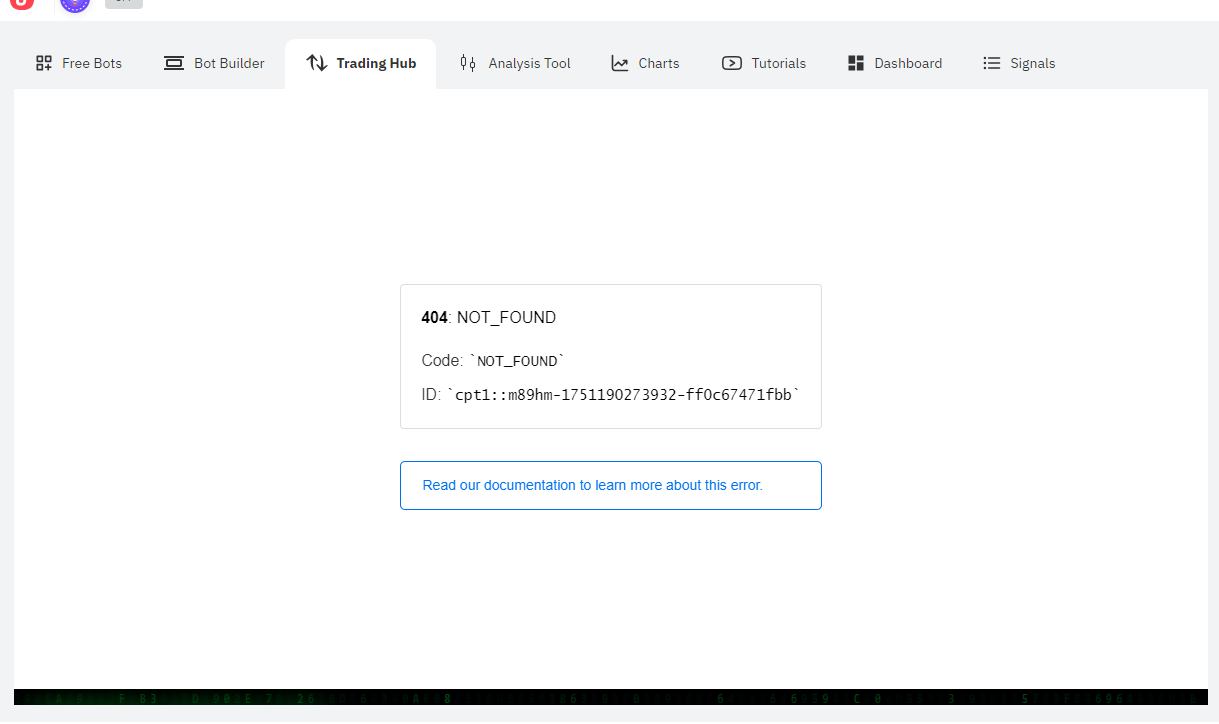 Free Bots
Bot Builder
Trading Hub
Analysis Tool
Charts
Tutorials
Dashboard
Signals
404: NOT_FOUND
Code: `NOT_FOUND`
ID: `cpt1::m89hm-1751190273932-ff0c67471fbb`
Read our documentation to learn more about this error.